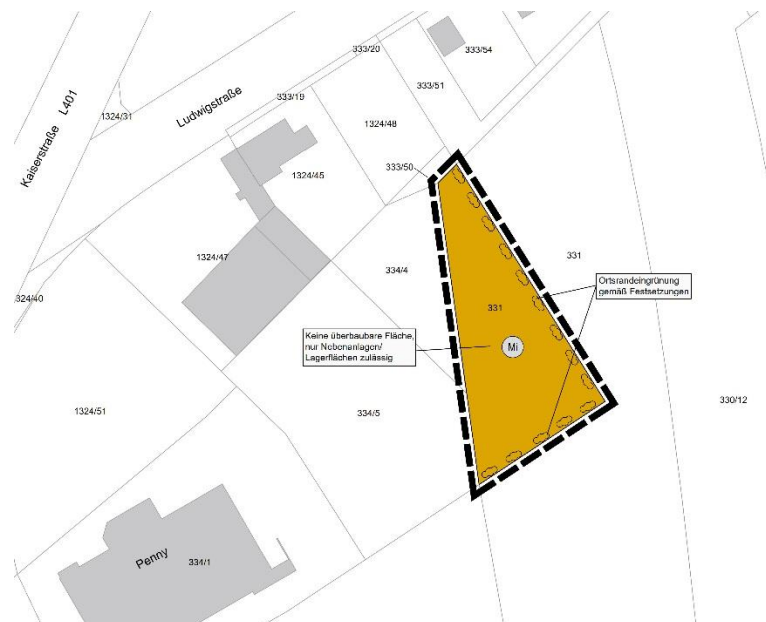 333/20
333/54
333/51
Ludwigstraße
333/19
Kaiserstraße L401
1324/31
1324/48
333/50
1324/45
1324/47
334/4
331
Ortsrandeingrünung
gemäß Festsetzungen
324/40
331
Keine überbaubare Fläche,
nur Nebenanlagen/
Lagerflächen zulässig
Mi
330/12
1324/51
334/5
Penny
334/1